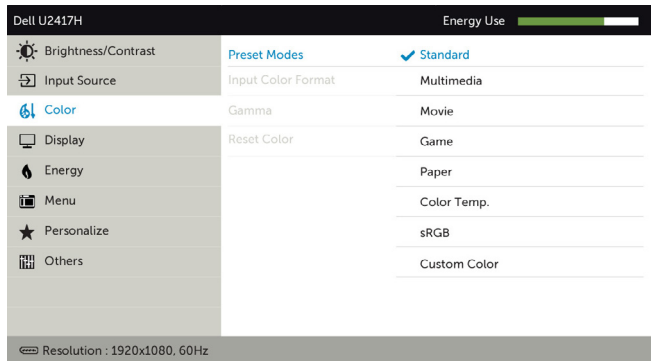 Dell U2417H
Energy Use
Brightness/Contrast
Input Source
Color
Display
Energy
Menu
Personalize
Others
Preset Modes
Input Color Format
Gamma
Reset Color
Standard
Multimedia
Movie
Game
Paper
Color Temp.
sRGB
Custom Color
Resolution : 1920x1080, 60Hz